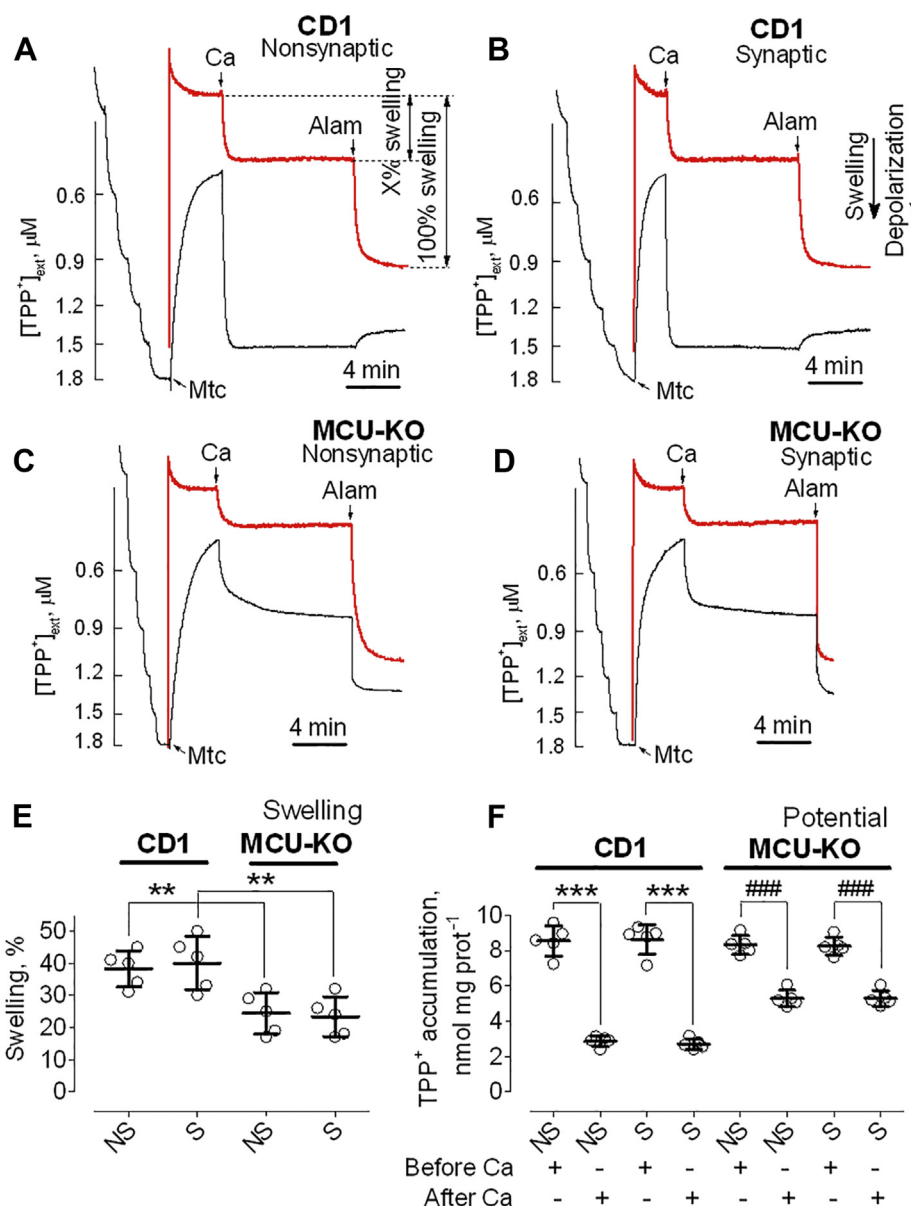 A
CD1
Nonsynaptic
Ca
Alam
X% swelling
100% swelling
0.6
0.9
1.2
1.5
1.8
[TPP⁺]ext, μM
Mtc
4 min
B
CD1
Synaptic
Ca
Alam
Swelling
Depolarization
0.6
0.9
1.2
1.5
1.8
[TPP⁺]ext, μM
Mtc
4 min
C
MCU-KO
Nonsynaptic
Ca
Alam
0.6
0.9
1.2
1.5
1.8
[TPP⁺]ext, μM
Mtc
4 min
D
MCU-KO
Synaptic
Ca
Alam
0.6
0.9
1.2
1.5
1.8
[TPP⁺]ext, μM
Mtc
4 min
E
Swelling
CD1 MCU-KO
** **
50
40
30
20
10
0
Swelling, %
NS S NS S
F
Potential
CD1 MCU-KO
*** *** ### ###
10
8
6
4
2
0
TPP⁺ accumulation,
nmol mg prot⁻¹
NS NS S S NS NS S S
Before Ca + - + - + - + -
After Ca - + - + - + - +